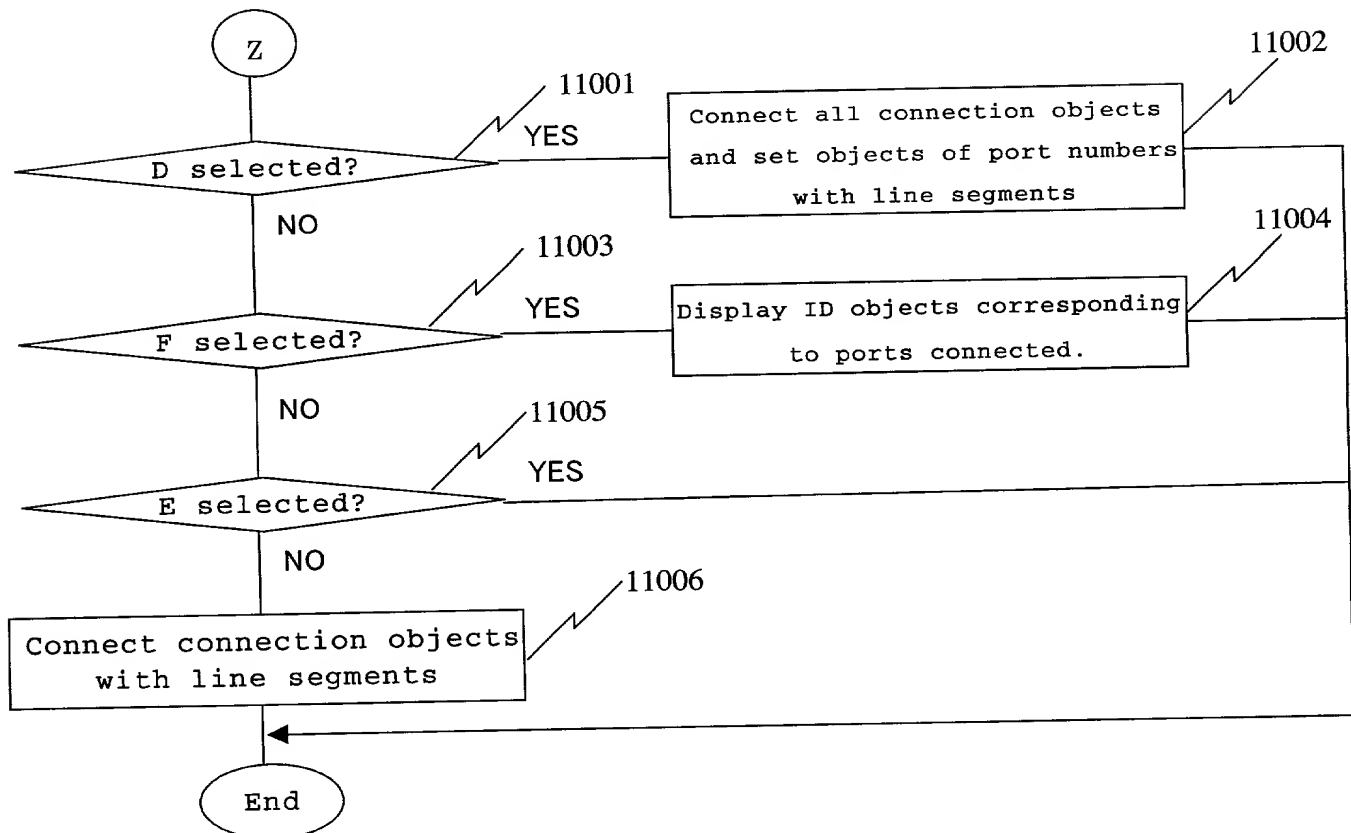 Z
11001
11002
D selected?
YES
Connect all connection objects
and set objects of port numbers
with line segments
NO
11003
11004
F selected?
YES
Display ID objects corresponding
to ports connected.
NO
11005
E selected?
YES
NO
11006
Connect connection objects
with line segments
End